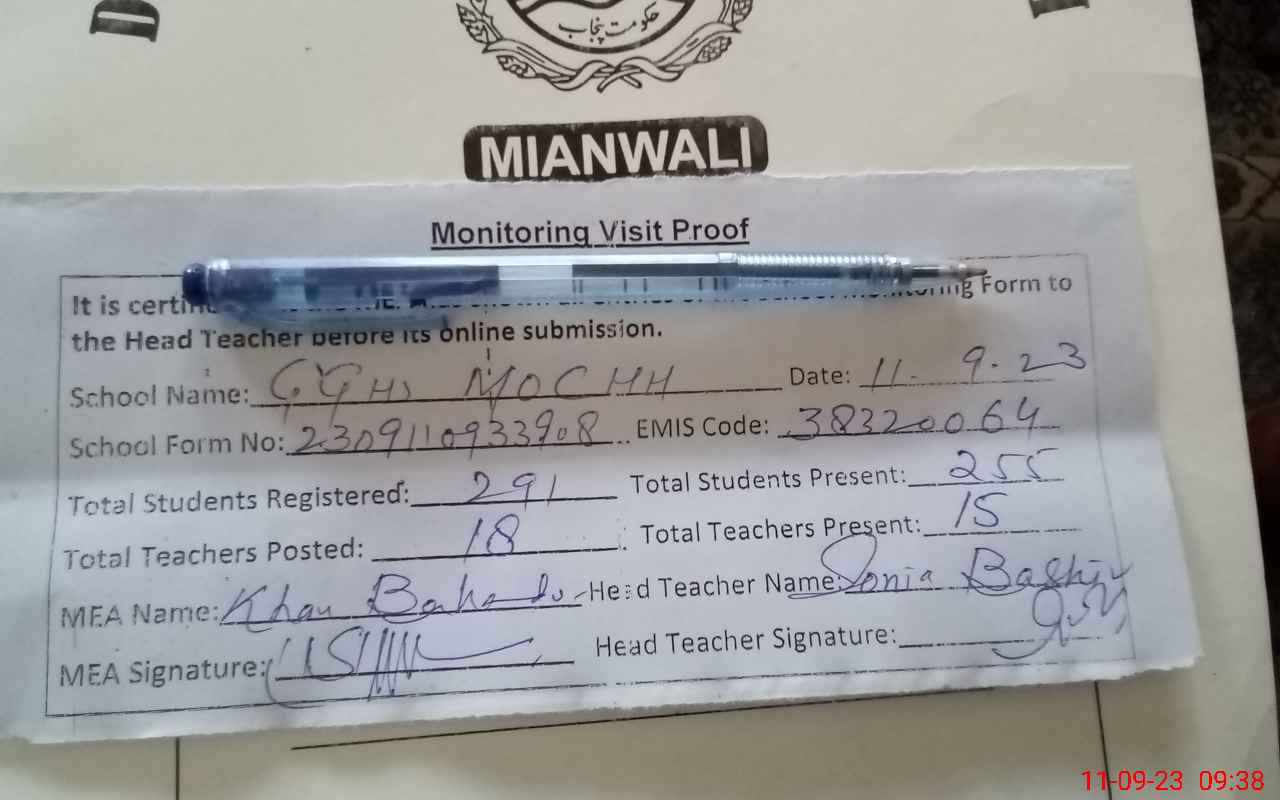 حکومت پنجاب
MIANWALI
Monitoring Visit Proof
It is certif Monitoring Form to
the Head Teacher before its online submission.
School Name: GGHS MOCHH Date: 11-9-23
School Form No: 2309110933908 EMIS Code: 38320064
Total Students Registered: 291 Total Students Present: 255
Total Teachers Posted: 18 Total Teachers Present: 15
MEA Name: Khan Bahadur Head Teacher Name: Sonia Bashir
MEA Signature: Head Teacher Signature:
11-09-23 09:38